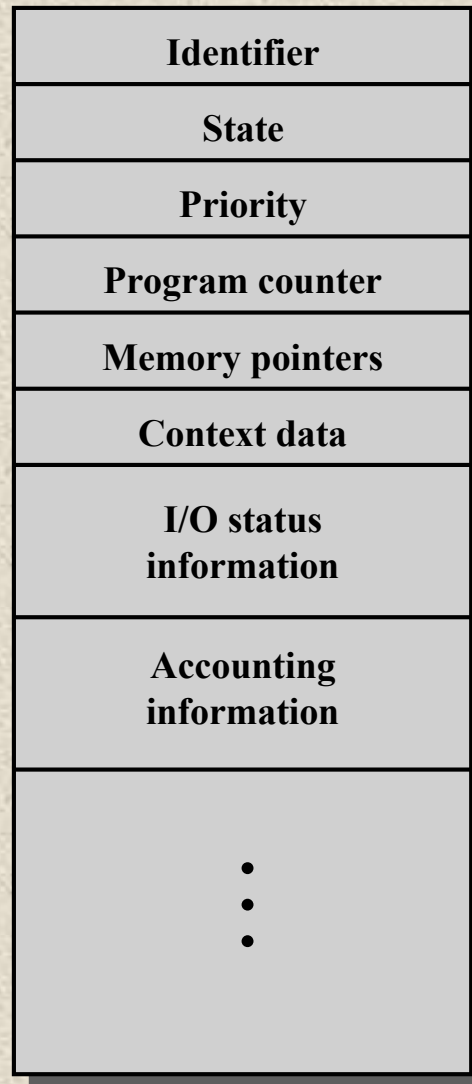 Identifier
State
Priority
Program counter
Memory pointers
Context data
I/O status
information
Accounting
information
•
•
•